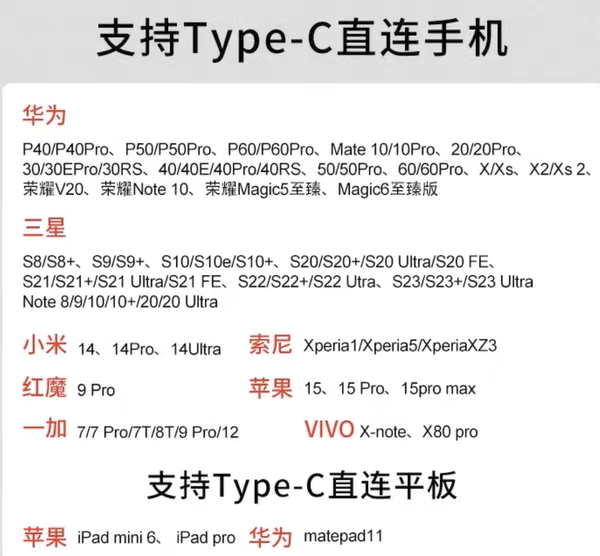 支持Type-C直连手机
华为
P40/P40Pro、P50/P50Pro、P60/P60Pro、Mate 10/10Pro、20/20Pro、
30/30EPro/30RS、40/40E/40Pro/40RS、50/50Pro、60/60Pro、X/Xs、X2/Xs 2、
荣耀V20、荣耀Note 10、荣耀Magic5至臻、Magic6至臻版
三星
S8/S8+、S9/S9+、S10/S10e/S10+、S20/S20+/S20 Ultra/S20 FE、
S21/S21+/S21 Ultra/S21 FE、S22/S22+/S22 Utra、S23/S23+/S23 Ultra
Note 8/9/10/10+/20/20 Ultra
小米 14、14Pro、14Ultra 索尼 Xperia1/Xperia5/XperiaXZ3
红魔 9 Pro 苹果 15、15 Pro、15pro max
一加 7/7 Pro/7T/8T/9 Pro/12 VIVO X-note、X80 pro
支持Type-C直连平板
苹果 iPad mini 6、 iPad pro 华为 matepad11